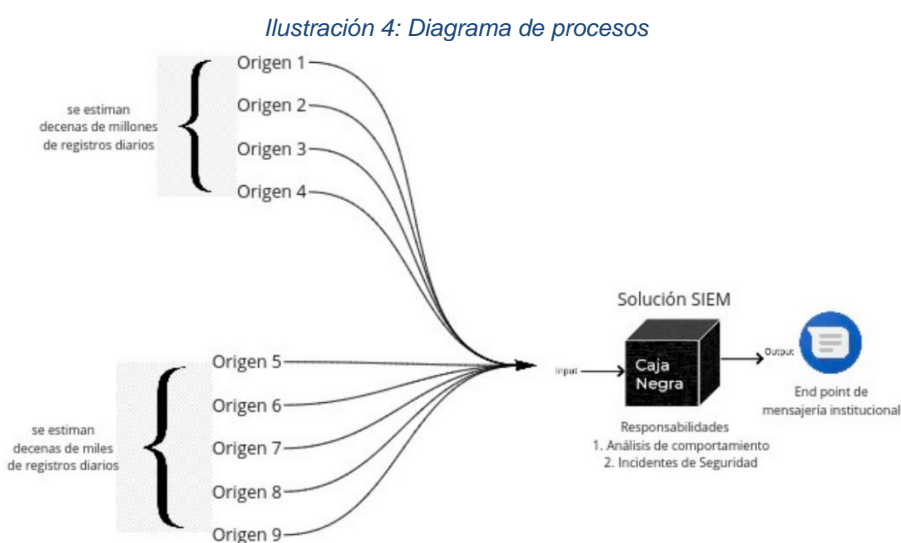 Ilustración 4: Diagrama de procesos
se estiman
decenas de millones
de registros diarios
Origen 1
Origen 2
Origen 3
Origen 4
se estiman
decenas de miles
de registros diarios
Origen 5
Origen 6
Origen 7
Origen 8
Origen 9
Input
Solución SIEM
Caja
Negra
Responsabilidades
1. Análisis de comportamiento
2. Incidentes de Seguridad
Output
End point de
mensajería institucional